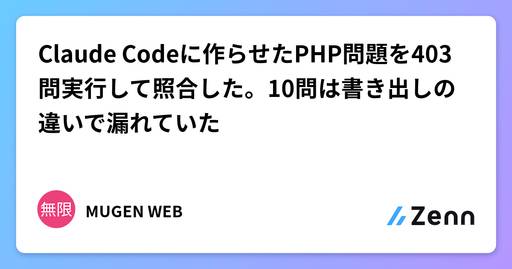 Claude Codeに作らせたPHP問題を403
問実行して照合した。10問は書き出しの
違いで漏れていた
無限
MUGEN WEB
Zenn